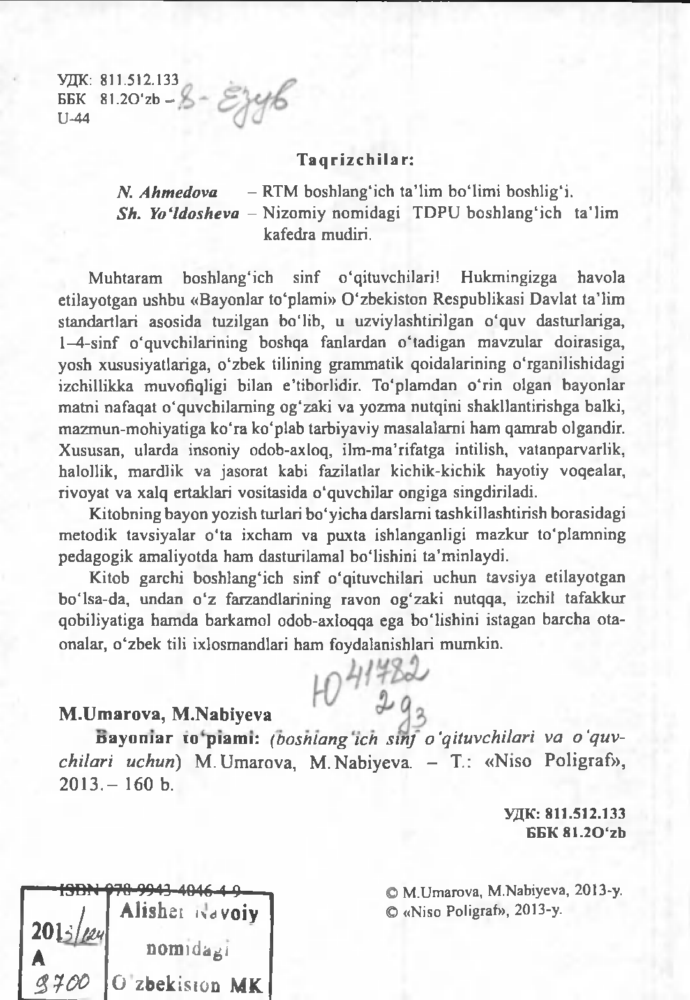 УДК: 811.512.133
ББК 81.2O‘zb – 8 - Ёзув
U-44
Taqrizchilar:
N. Ahmedova – RTM boshlang‘ich ta’lim bo‘limi boshlig‘i.
Sh. Yo‘ldosheva – Nizomiy nomidagi TDPU boshlang‘ich ta’lim
kafedra mudiri.
Muhtaram boshlang‘ich sinf o‘qituvchilari! Hukmingizga havola
etilayotgan ushbu «Bayonlar to‘plami» O‘zbekiston Respublikasi Davlat ta’lim
standartlari asosida tuzilgan bo‘lib, u uzviylashtirilgan o‘quv dasturlariga,
1–4-sinf o‘quvchilarining boshqa fanlardan o‘tadigan mavzular doirasiga,
yosh xususiyatlariga, o‘zbek tilining grammatik qoidalarining o‘rganilishidagi
izchillikka muvofiqligi bilan e’tiborlidir. To‘plamdan o‘rin olgan bayonlar
matni nafaqat o‘quvchilarning og‘zaki va yozma nutqini shakllantirishga balki,
mazmun-mohiyatiga ko‘ra ko‘plab tarbiyaviy masalalarni ham qamrab olgandir.
Xususan, ularda insoniy odob-axloq, ilm-ma’rifatga intilish, vatanparvarlik,
halollik, mardlik va jasorat kabi fazilatlar kichik-kichik hayotiy voqealar,
rivoyat va xalq ertaklari vositasida o‘quvchilar ongiga singdiriladi.
Kitobning bayon yozish turlari bo‘yicha darslarni tashkillashtirish borasidagi
metodik tavsiyalar o‘ta ixcham va puxta ishlanganligi mazkur to‘plamning
pedagogik amaliyotda ham dasturilamal bo‘lishini ta’minlaydi.
Kitob garchi boshlang‘ich sinf o‘qituvchilari uchun tavsiya etilayotgan
bo‘lsa-da, undan o‘z farzandlarining ravon og‘zaki nutqqa, izchil tafakkur
qobiliyatiga hamda barkamol odob-axloqqa ega bo‘lishini istagan barcha ota-
onalar, o‘zbek tili ixlosmandlari ham foydalanishlari mumkin.
Ю 41782
M.Umarova, M.Nabiyeva
Bayonlar to‘plami: (boshlang‘ich sinf o‘qituvchilari va o‘quv-
chilari uchun) M.Umarova, M.Nabiyeva. – T.: «Niso Poligraf»,
2013.– 160 b.
УДК: 811.512.133
ББК 81.2O‘zb
ISBN 978-9943-4046-4-9
© M.Umarova, M.Nabiyeva, 2013-y.
© «Niso Poligraf», 2013-y.
Alisher Navoiy
nomidagi
O‘zbekiston MK
A
9700